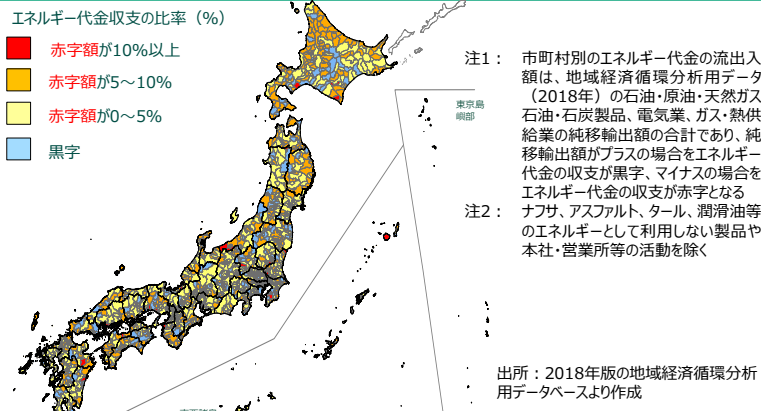 エネルギー代金収支の比率（%）
赤字額が10%以上
赤字額が5～10%
赤字額が0～5%
黒字
東京島
嶼部
注1： 市町村別のエネルギー代金の流出入
額は、地域経済循環分析用データ
（2018年）の石油・原油・天然ガス
石油・石炭製品、電気業、ガス・熱供
給業の純移輸出額の合計であり、純
移輸出額がプラスの場合をエネルギー
代金の収支が黒字、マイナスの場合を
エネルギー代金の収支が赤字となる
注2： ナフサ、アスファルト、タール、潤滑油等
のエネルギーとして利用しない製品や
本社・営業所等の活動を除く
出所：2018年版の地域経済循環分析
用データベースより作成